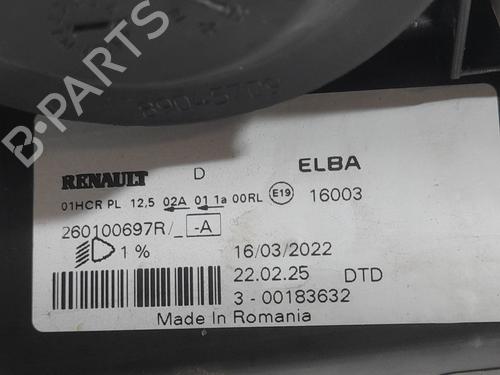 8905709
B-PARTS
RENAULT D ELBA
01HCR PL 12,5 02A 01 1a 00RL E19 16003
260100697R/_ -A
1 % 16/03/2022
22.02.25 DTD
3 - 00183632
Made In Romania